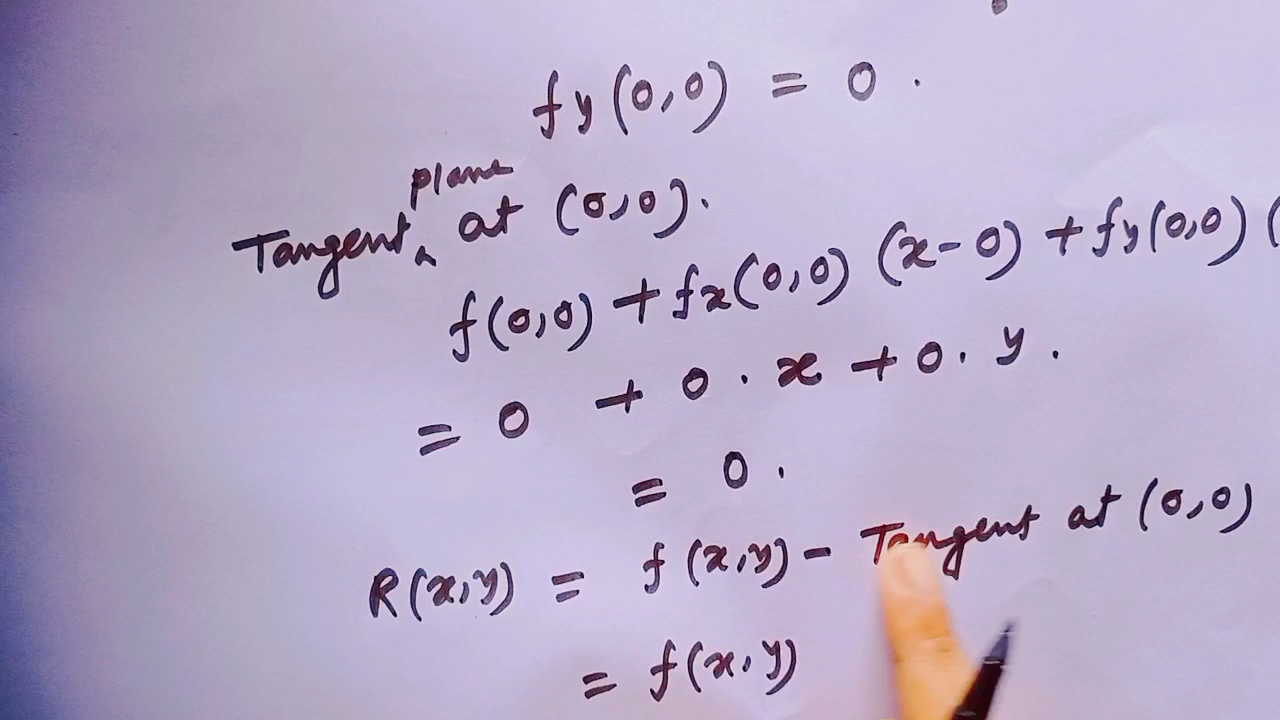 fy(0,0) = 0.
Tangent plane at (0,0).
f(0,0) + fx(0,0) (x-0) + fy(0,0) (
= 0 + 0 . x + 0 . y .
= 0 .
R(x,y) = f(x,y) - Tangent at (0,0)
= f(x,y)